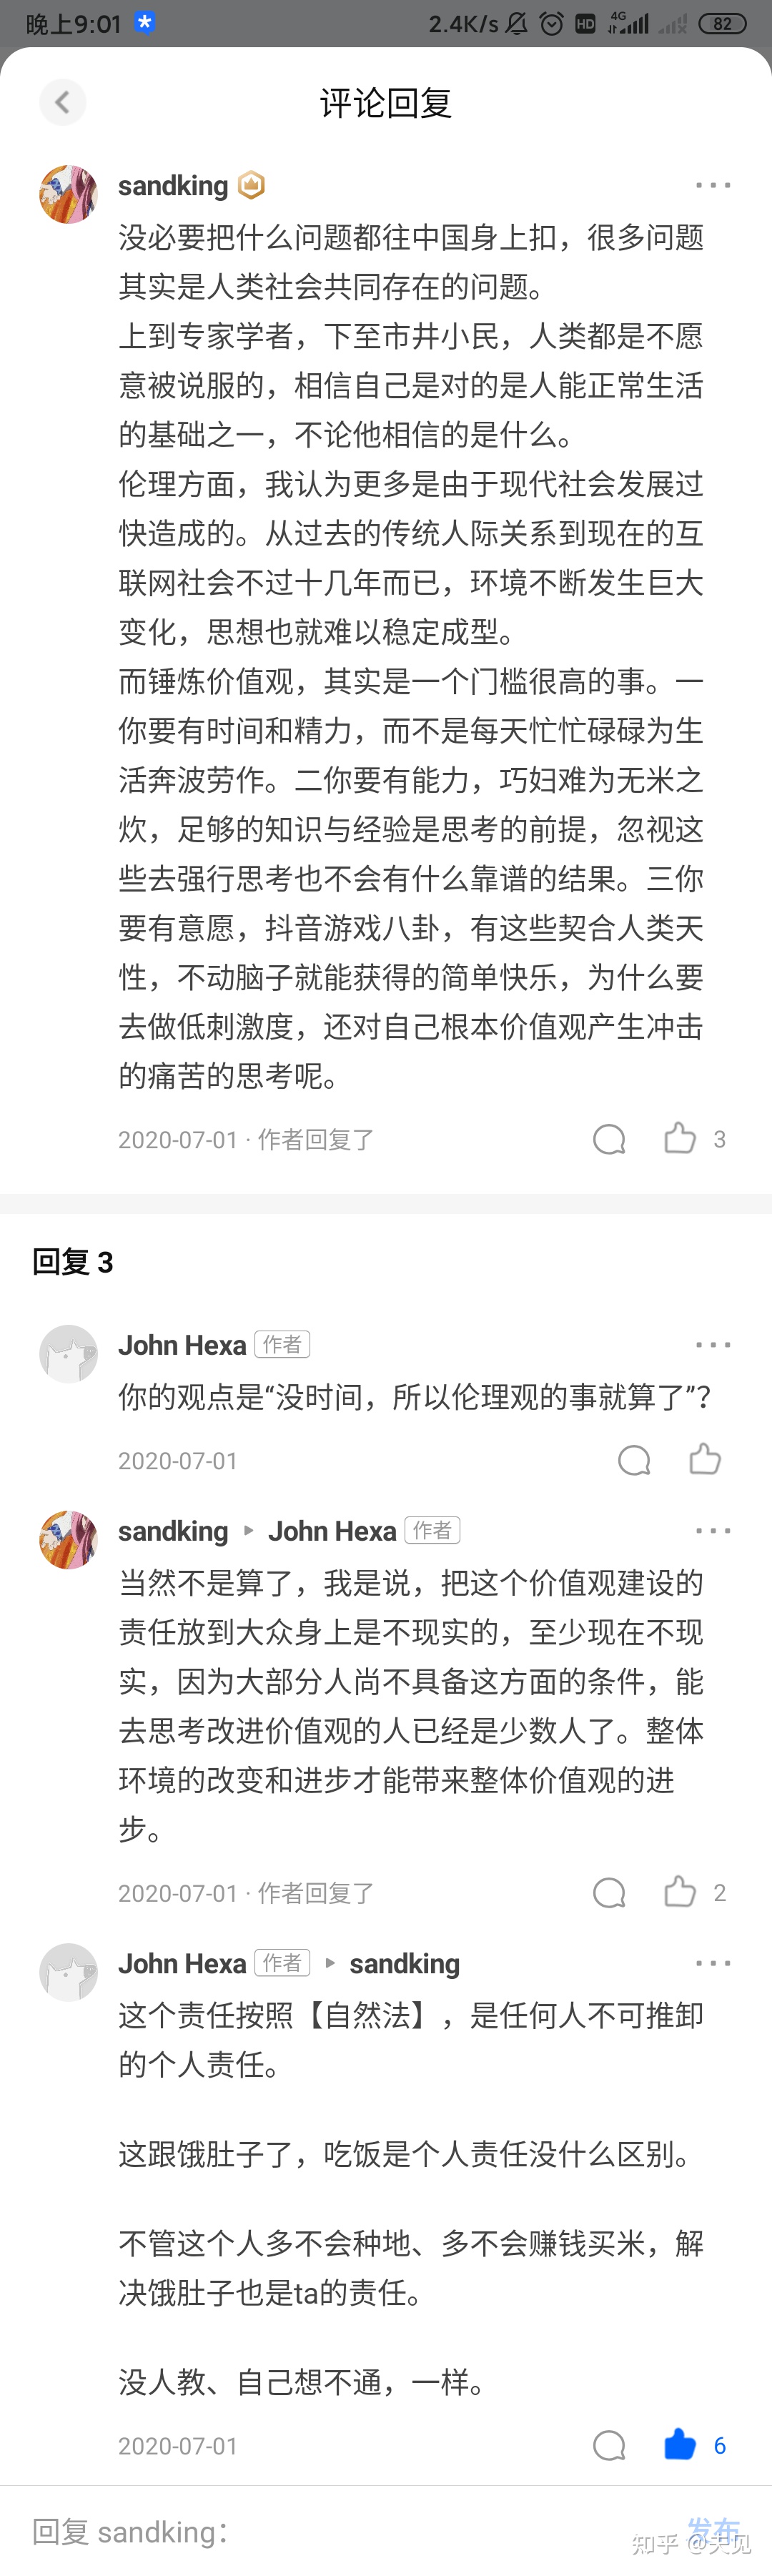 晚上9:01 2.4K/s HD 4G 82
评论回复
sandking
没必要把什么问题都往中国身上扣，很多问题
其实是人类社会共同存在的问题。
上到专家学者，下至市井小民，人类都是不愿
意被说服的，相信自己是对的是人能正常生活
的基础之一，不论他相信的是什么。
伦理方面，我认为更多是由于现代社会发展过
快造成的。从过去的传统人际关系到现在的互
联网社会不过十几年而已，环境不断发生巨大
变化，思想也就难以稳定成型。
而锤炼价值观，其实是一个门槛很高的事。一
你要有时间和精力，而不是每天忙忙碌碌为生
活奔波劳作。二你要有能力，巧妇难为无米之
炊，足够的知识与经验是思考的前提，忽视这
些去强行思考也不会有什么靠谱的结果。三你
要有意愿，抖音游戏八卦，有这些契合人类天
性，不动脑子就能获得的简单快乐，为什么要
去做低刺激度，还对自己根本价值观产生冲击
的痛苦的思考呢。
2020-07-01 · 作者回复了 3
回复 3
John Hexa 作者
你的观点是“没时间，所以伦理观的事就算了”？
2020-07-01
sandking John Hexa 作者
当然不是算了，我是说，把这个价值观建设的
责任放到大众身上是不现实的，至少现在不现
实，因为大部分人尚不具备这方面的条件，能
去思考改进价值观的人已经是少数人了。整体
环境的改变和进步才能带来整体价值观的进
步。
2020-07-01 · 作者回复了 2
John Hexa 作者 sandking
这个责任按照【自然法】，是任何人不可推卸
的个人责任。
这跟饿肚子了，吃饭是个人责任没什么区别。
不管这个人多不会种地、多不会赚钱买米，解
决饿肚子也是ta的责任。
没人教、自己想不通，一样。
2020-07-01 6
回复 sandking： 发布
知乎 @天见